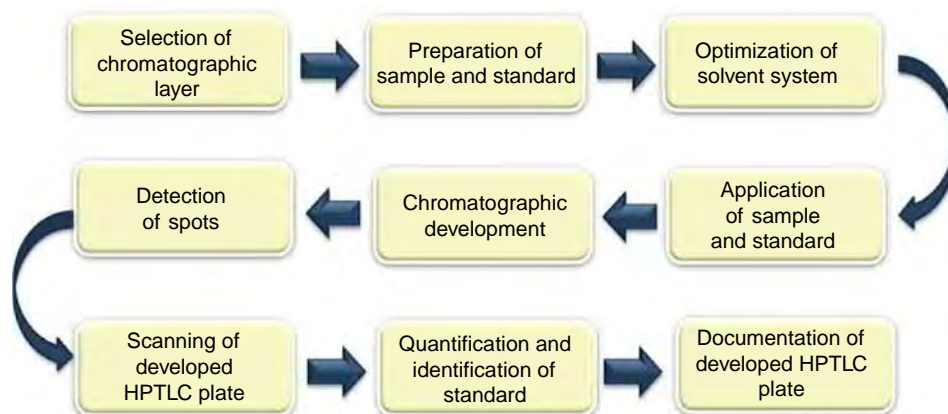 Selection of
chromatographic
layer
Preparation of
sample and standard
Optimization of
solvent system
Application
of sample
and standard
Chromatographic
development
Detection
of spots
Scanning of
developed
HPTLC plate
Quantification and
identification of
standard
Documentation of
developed HPTLC
plate